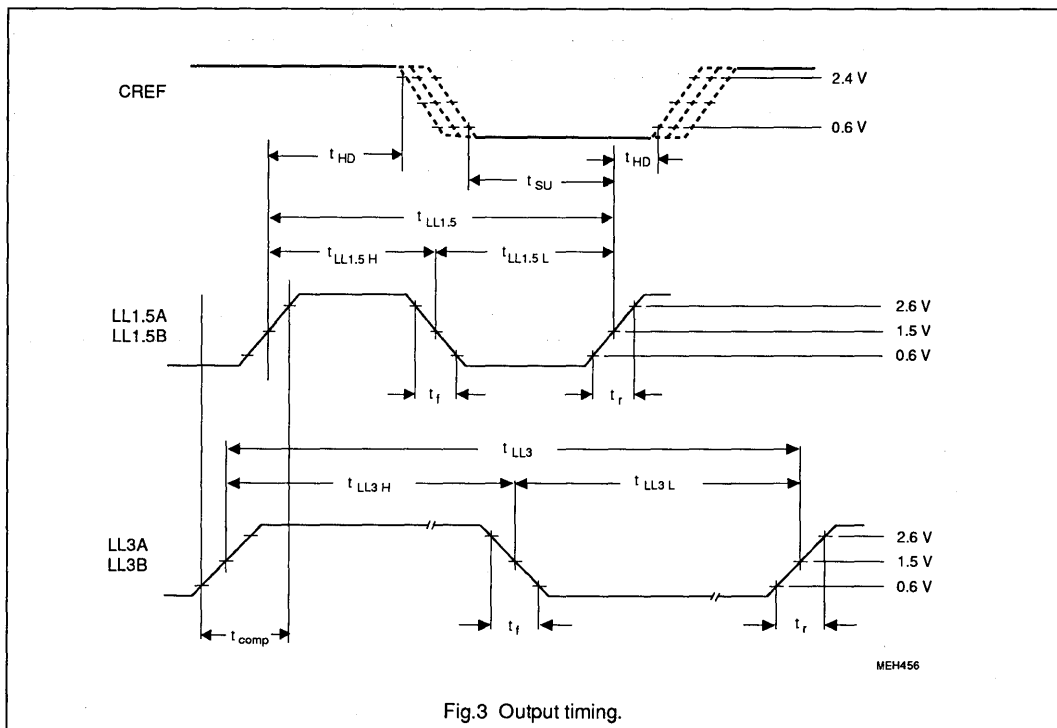 CREF
2.4 V
0.6 V
t HD
t HD
t SU
t LL1.5
t LL1.5 H
t LL1.5 L
LL1.5A
LL1.5B
2.6 V
1.5 V
0.6 V
t f
t r
t LL3
t LL3 H
t LL3 L
LL3A
LL3B
2.6 V
1.5 V
0.6 V
t comp
t f
t r
MEH456
Fig.3 Output timing.